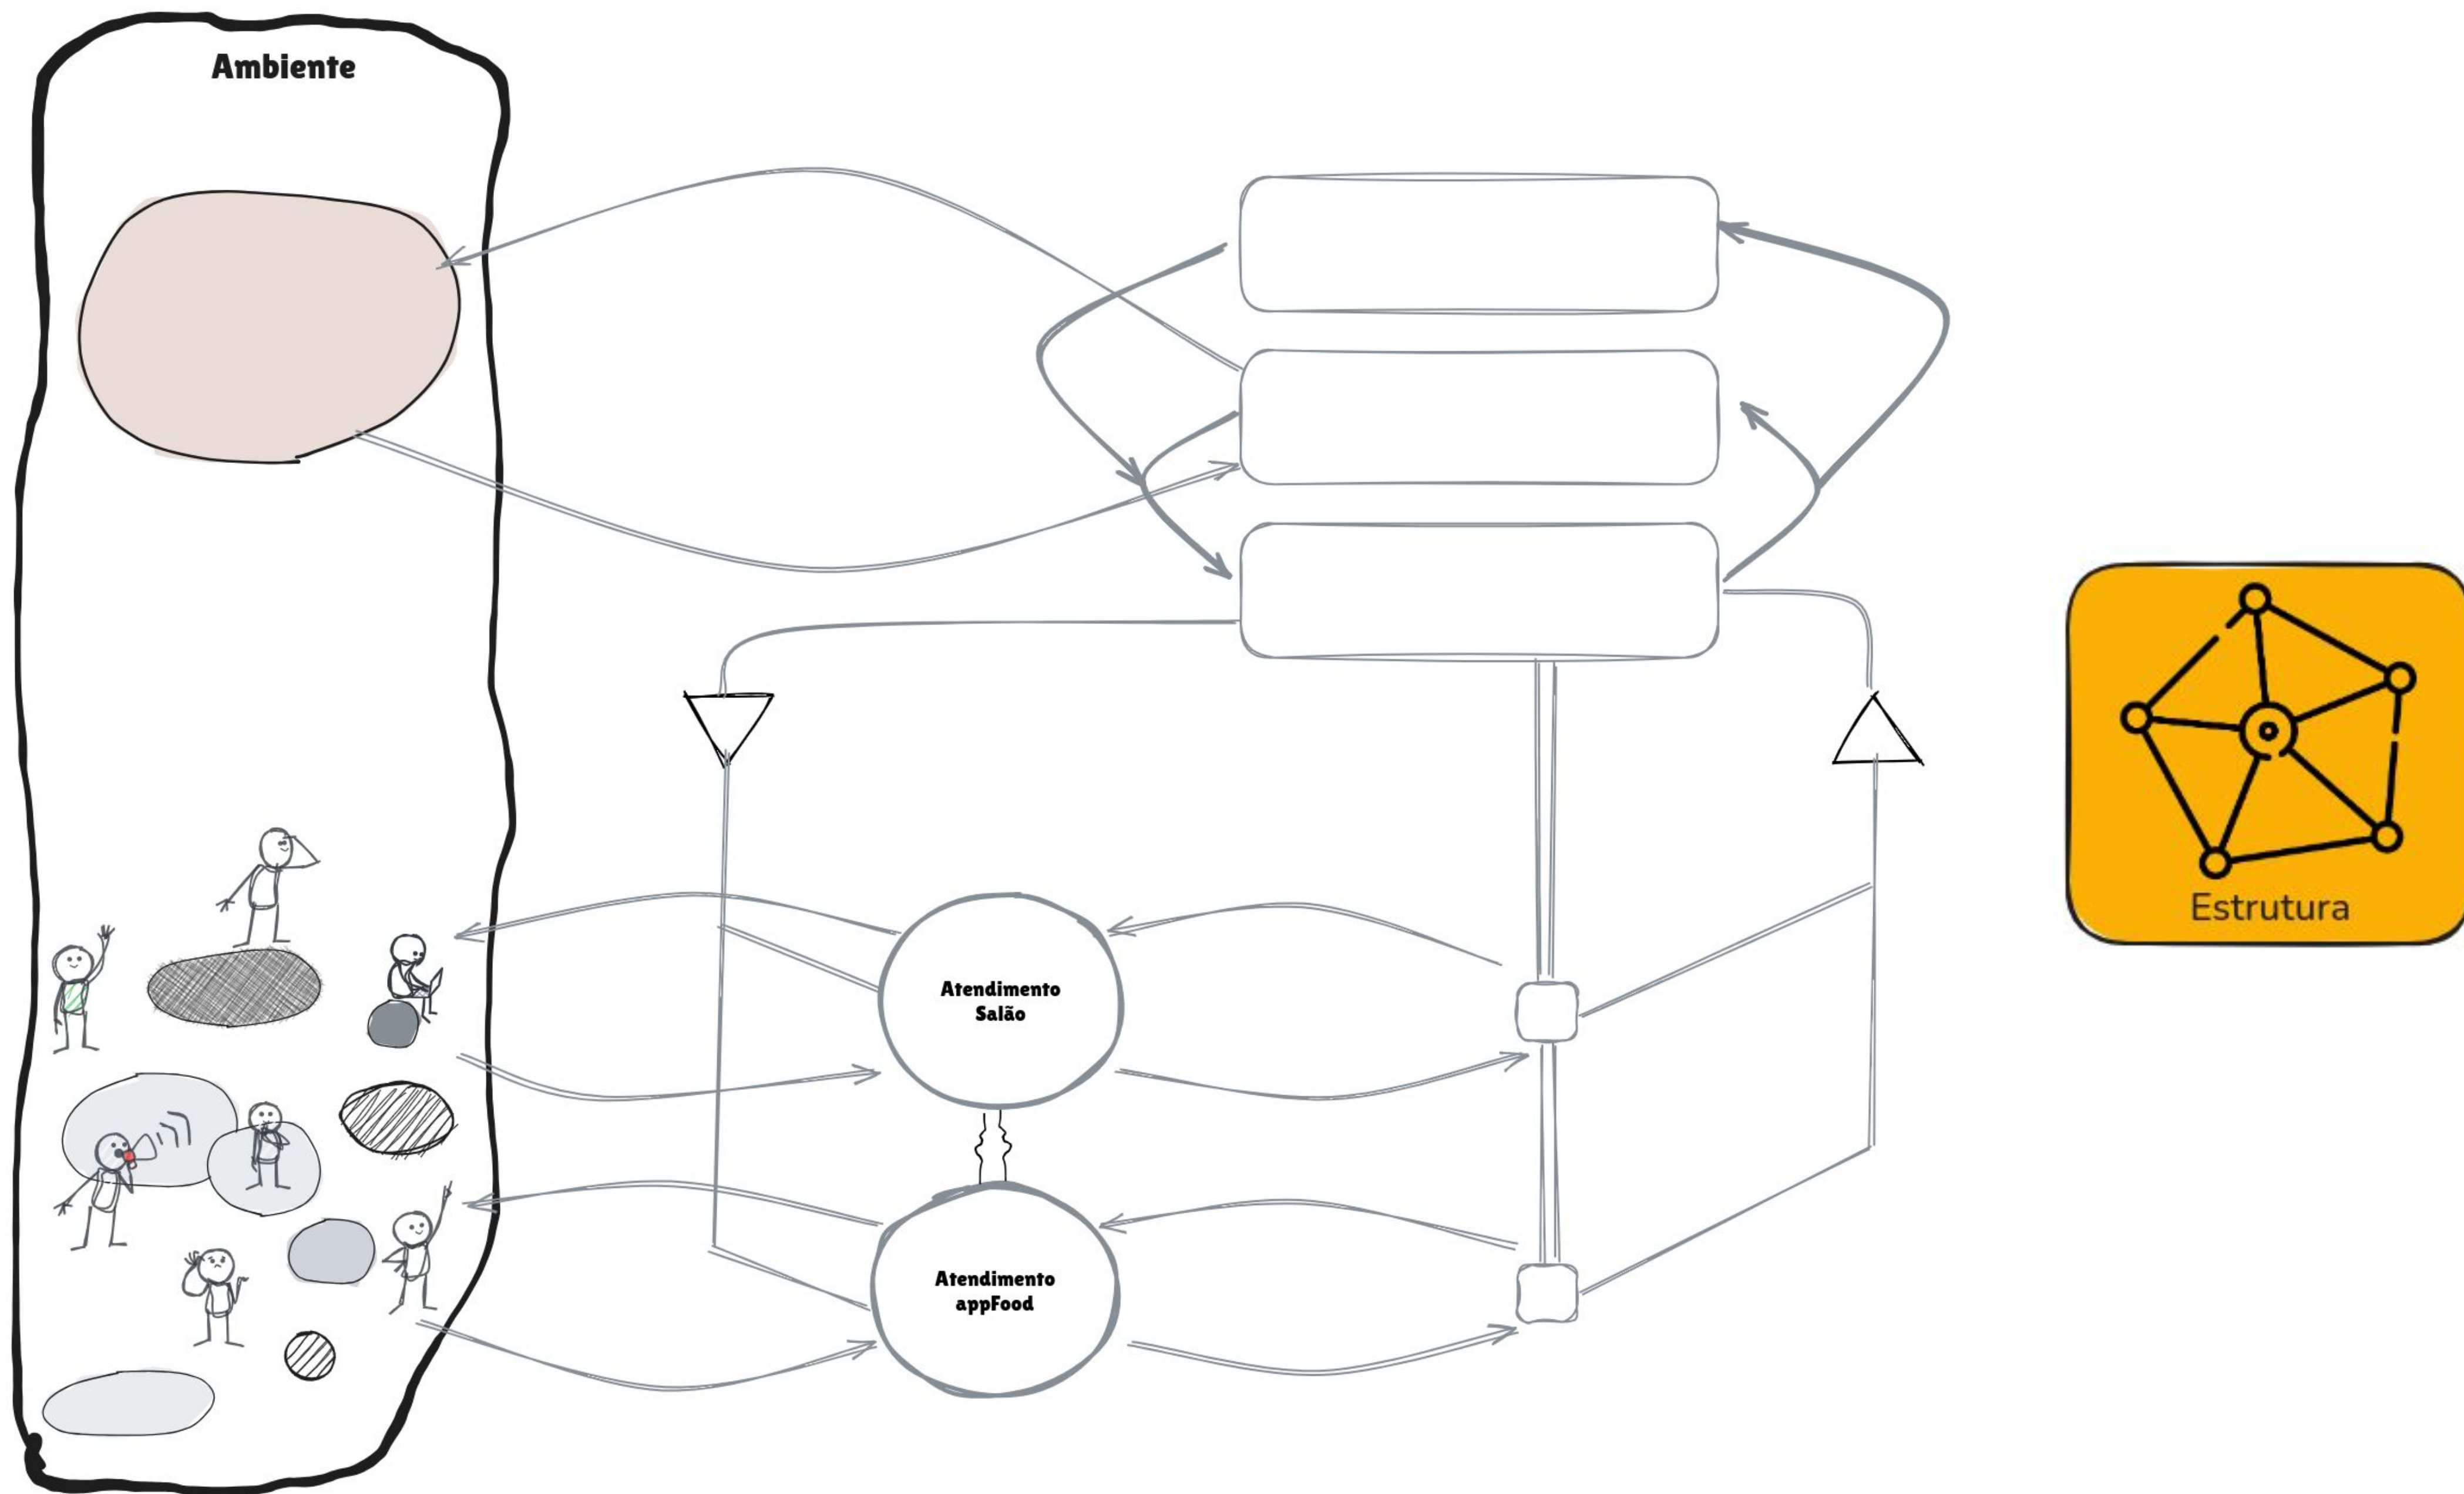 Ambiente
Atendimento
Salão
Atendimento
appFood
Estrutura